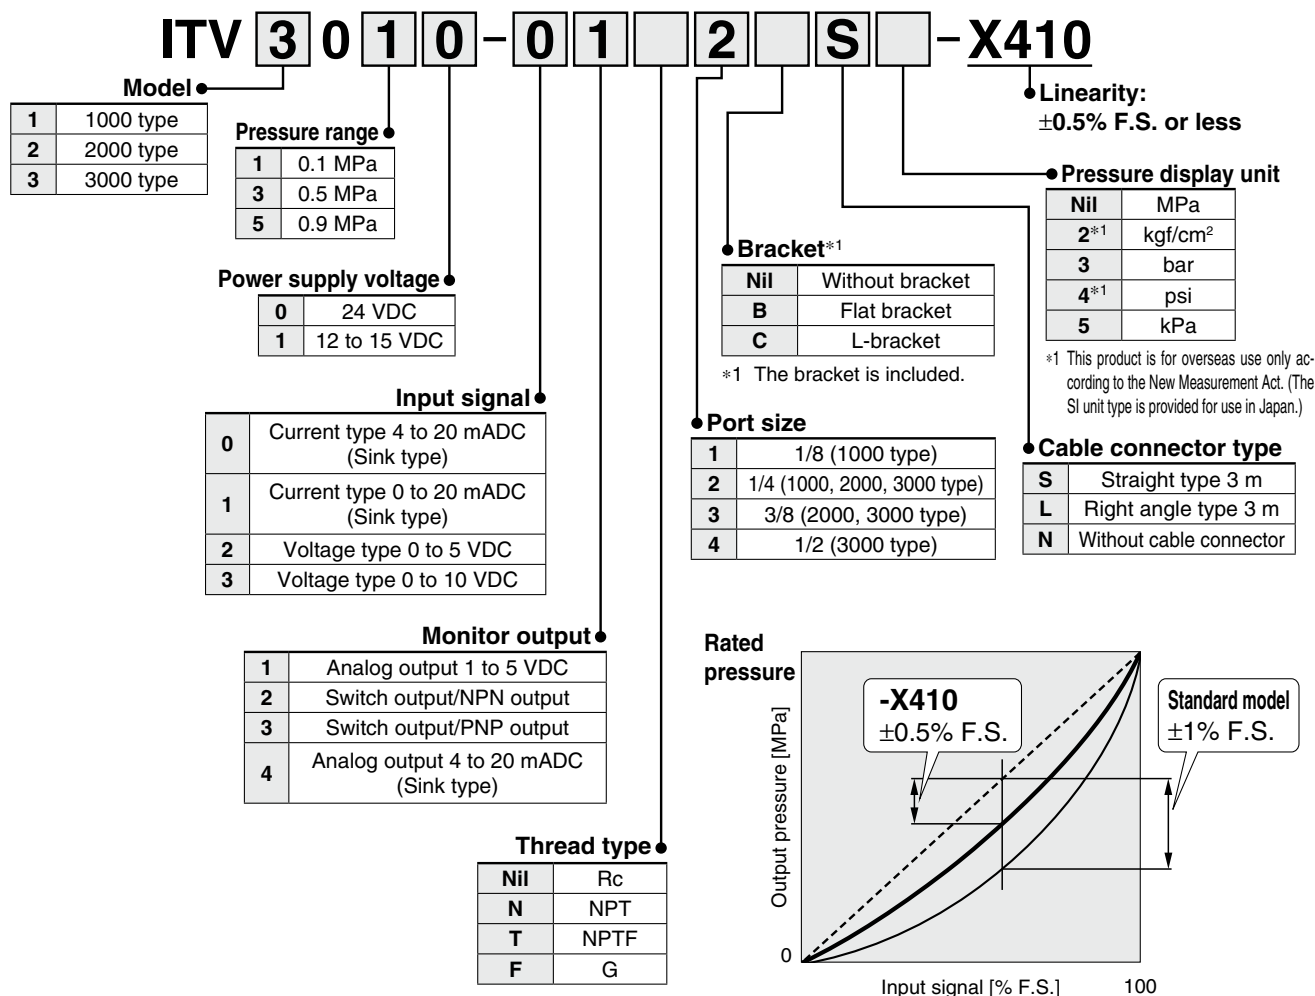 ITV 3 0 1 0 - 0 1 2 S - X410
Model
1 1000 type
2 2000 type
3 3000 type
Pressure range
1 0.1 MPa
3 0.5 MPa
5 0.9 MPa
Power supply voltage
0 24 VDC
1 12 to 15 VDC
Input signal
0 Current type 4 to 20 mADC
(Sink type)
1 Current type 0 to 20 mADC
(Sink type)
2 Voltage type 0 to 5 VDC
3 Voltage type 0 to 10 VDC
Monitor output
1 Analog output 1 to 5 VDC
2 Switch output/NPN output
3 Switch output/PNP output
4 Analog output 4 to 20 mADC
(Sink type)
Thread type
Nil Rc
N NPT
T NPTF
F G
Linearity:
±0.5% F.S. or less
Pressure display unit
Nil MPa
2*1 kgf/cm²
3 bar
4*1 psi
5 kPa
*1 This product is for overseas use only ac-
cording to the New Measurement Act. (The
SI unit type is provided for use in Japan.)
Bracket*1
Nil Without bracket
B Flat bracket
C L-bracket
*1 The bracket is included.
Port size
1 1/8 (1000 type)
2 1/4 (1000, 2000, 3000 type)
3 3/8 (2000, 3000 type)
4 1/2 (3000 type)
Cable connector type
S Straight type 3 m
L Right angle type 3 m
N Without cable connector
Rated
pressure
-X410
±0.5% F.S.
Standard model
±1% F.S.
Output pressure [MPa]
0
Input signal [% F.S.]
100